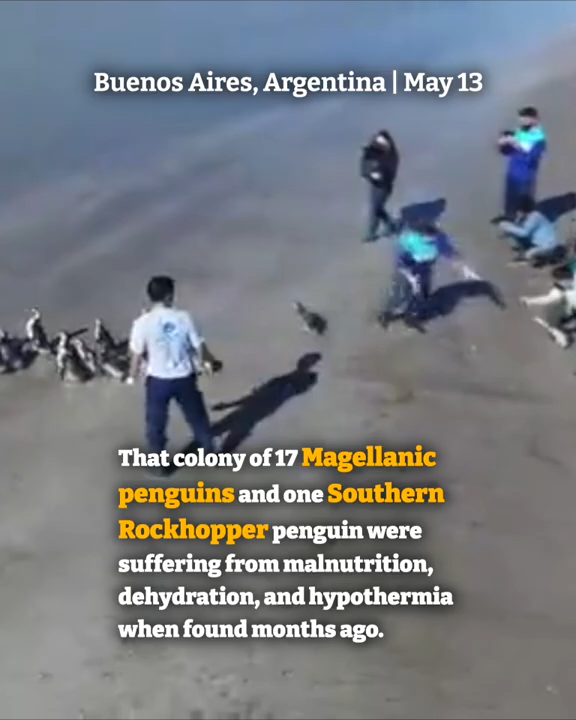 Buenos Aires, Argentina | May 13
That colony of 17 Magellanic
penguins and one Southern
Rockhopper penguin were
suffering from malnutrition,
dehydration, and hypothermia
when found months ago.